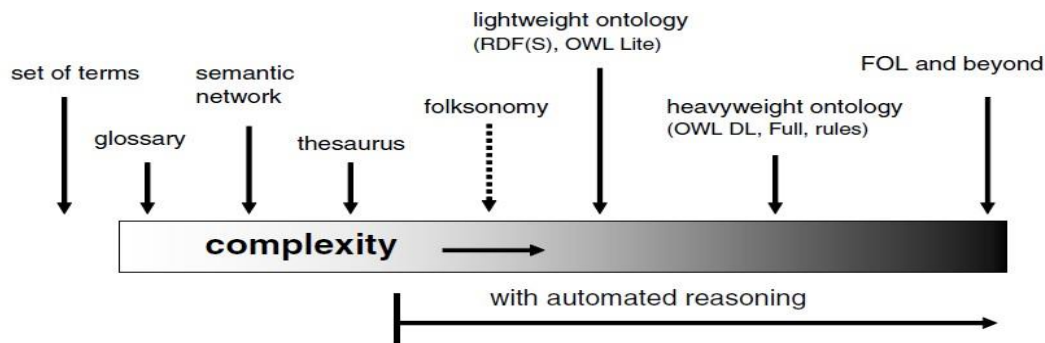 lightweight ontology
(RDF(S), OWL Lite)
set of terms
semantic
network
FOL and beyond
folksonomy
heavyweight ontology
(OWL DL, Full, rules)
glossary
thesaurus
complexity
with automated reasoning